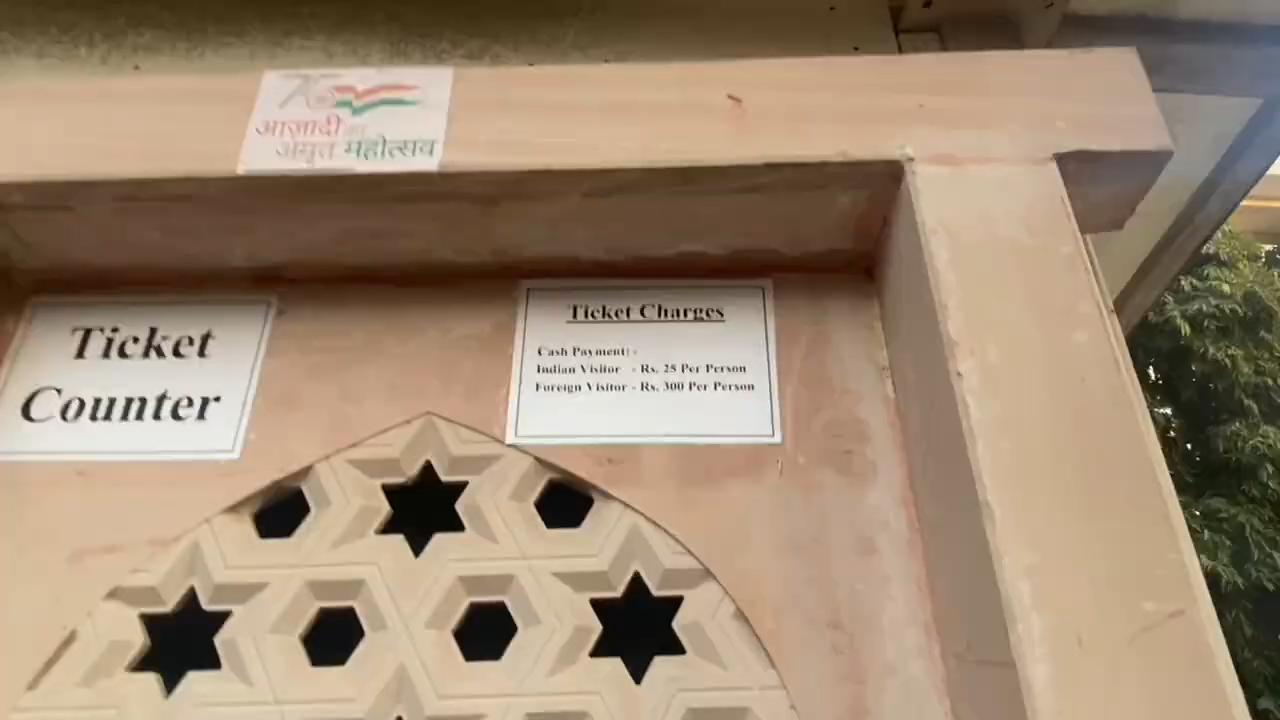 75
आज़ादी का
अमृत महोत्सव
Ticket
Counter
Ticket Charges
Cash Payment: -
Indian Visitor - Rs. 25 Per Person
Foreign Visitor - Rs. 300 Per Person